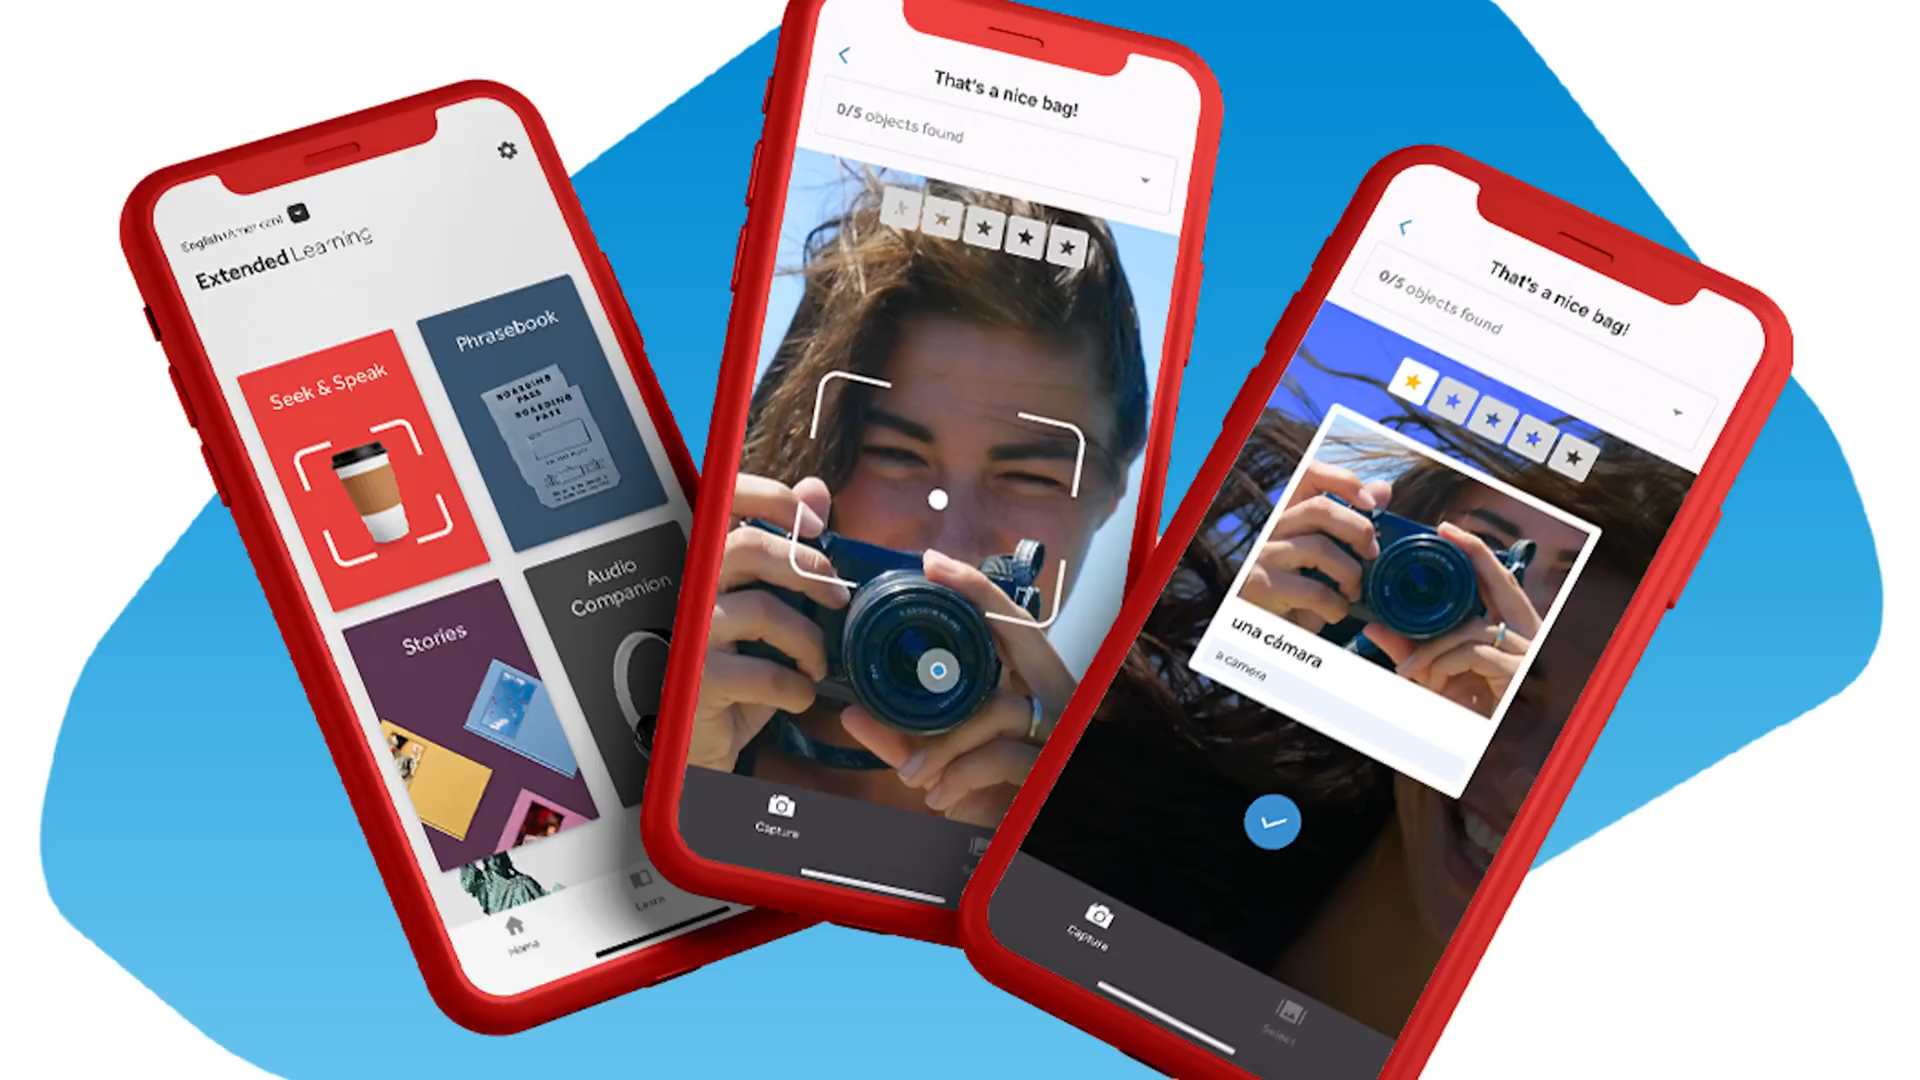 English (American)
Extended Learning
Seek & Speak
Phrasebook
BOARDING
PASS
BOARDING
PASS
Stories
Audio
Companion
Home
Learn
That's a nice bag!
0/5 objects found
Capture
That's a nice bag!
0/5 objects found
una cámara
a camera
Capture
Select